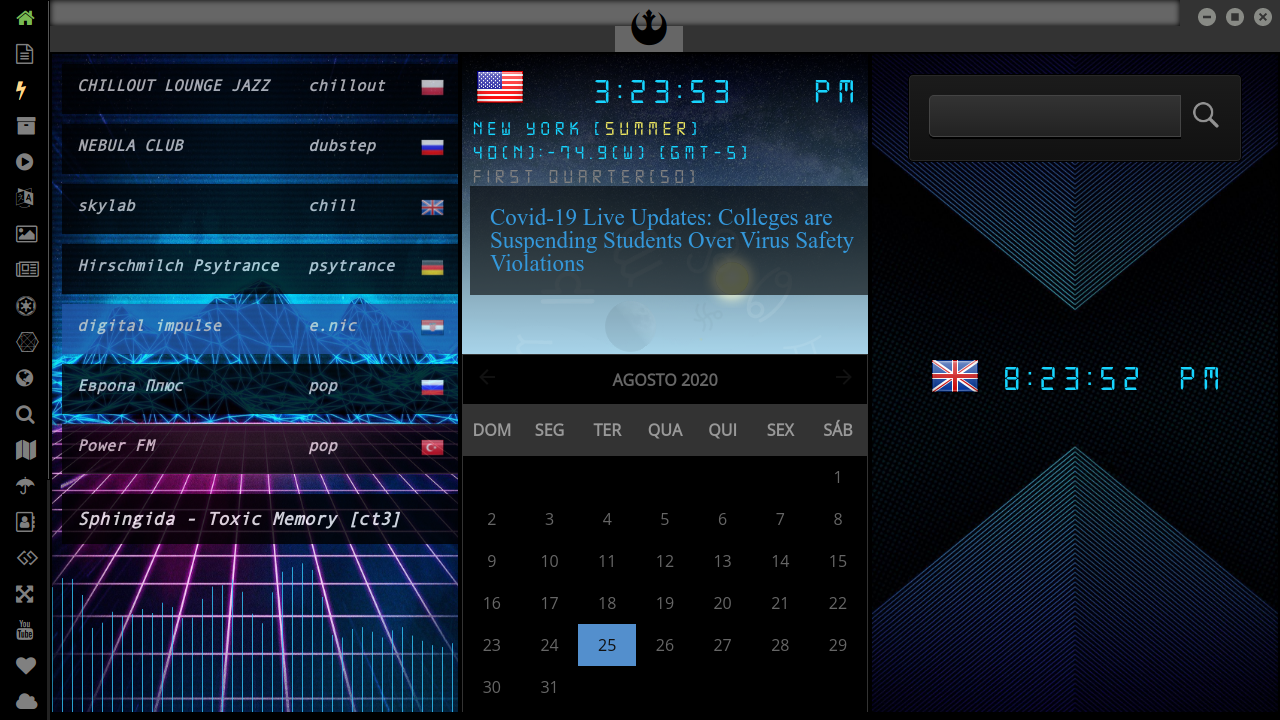 CHILLOUT LOUNGE JAZZ chillout
NEBULA CLUB dubstep
skylab chill
Hirschmilch Psytrance psytrance
digital impulse e.nic
Европа Плюс pop
Power FM pop
Sphingida - Toxic Memory [ct3]
3:23:53 PM
NEW YORK (SUMMER)
40(N):-74.9(W) (GMT-5)
FIRST QUARTER(50)
Covid-19 Live Updates: Colleges are
Suspending Students Over Virus Safety
Violations
AGOSTO 2020
DOM SEG TER QUA QUI SEX SÁB
1
2 3 4 5 6 7 8
9 10 11 12 13 14 15
16 17 18 19 20 21 22
23 24 25 26 27 28 29
30 31
8:23:52 PM
You
Tube